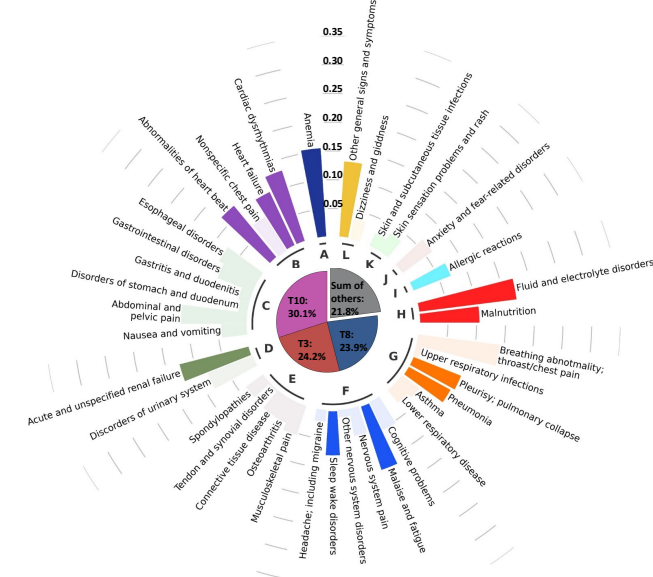 0.35
0.30
0.25
0.20
0.15
0.10
0.05
Anemia
Other general signs and symptoms
Dizziness and giddness
Skin and subcutaneous tissue infections
Skin sensation problems and rash
Anxiety and fear-related disorders
Allergic reactions
Fluid and electrolyte disorders
Malnutrition
Breathing abnotmality;
throast/chest pain
Upper respiratory infections
Pleurisy; pulmonary collapse
Pneumonia
Asthma
Lower respiratory disease
Cognitive problems
Malaise and fatigue
Nervous system pain
Other nervous system disorders
Sleep wake disorders
Headache; including migraine
Musculoskeletal pain
Osteoarthritis
Connective tissue disease
Tendon and synovial disorders
Spondylopathies
Disorders of urinary system
Acute and unspecified renal failure
Nausea and vomiting
Abdominal and
pelvic pain
Disorders of stomach and duodenum
Gastritis and duodenitis
Gastrointestinal disorders
Esophageal disorders
Abnormalities of heart beat
Nonspecific chest pain
Heart failure
Cardiac dysrhythmias
A
L
K
J
I
H
G
F
E
D
C
B
T10:
30.1%
Sum of
others:
21.8%
T3:
24.2%
T8:
23.9%